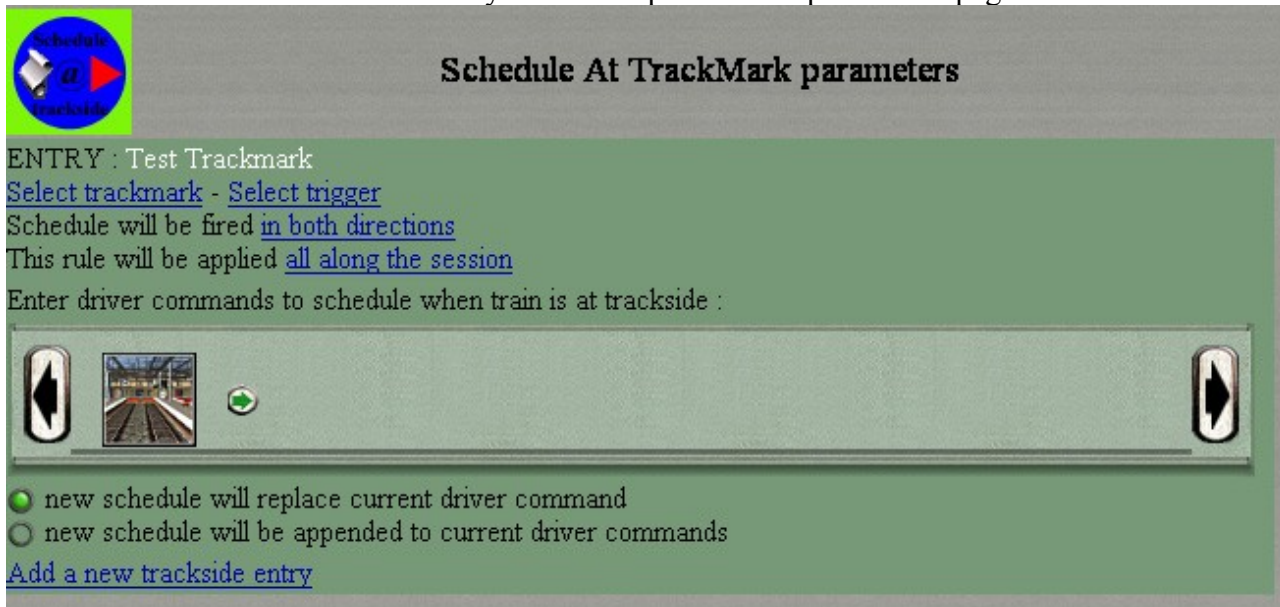 Schedule
@
trackside
Schedule At TrackMark parameters
ENTRY : Test Trackmark
Select trackmark - Select trigger
Schedule will be fired in both directions
This rule will be applied all along the session
Enter driver commands to schedule when train is at trackside :
new schedule will replace current driver command
new schedule will be appended to current driver commands
Add a new trackside entry